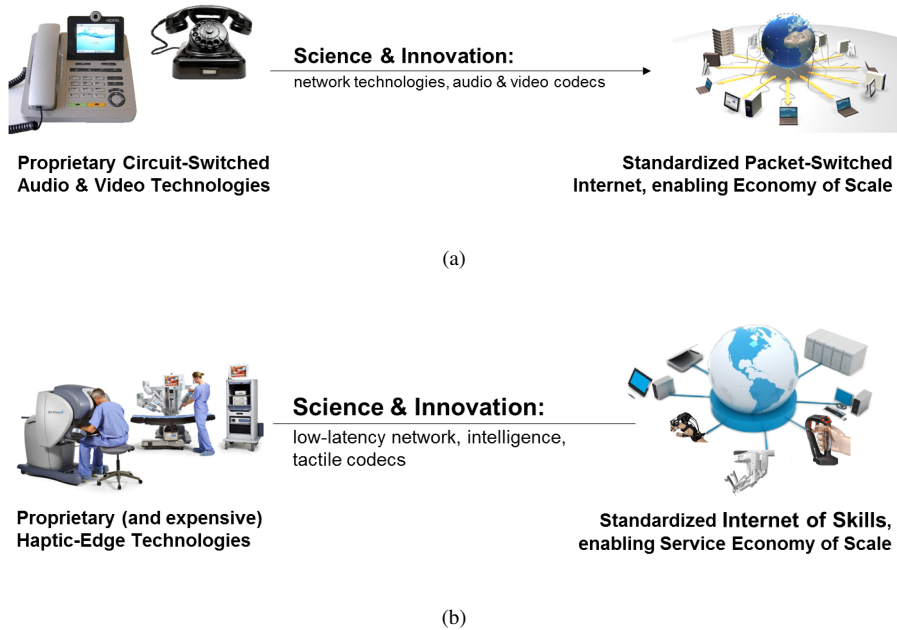 Science & Innovation:
network technologies, audio & video codecs
Proprietary Circuit-Switched
Audio & Video Technologies
Standardized Packet-Switched
Internet, enabling Economy of Scale
(a)
Science & Innovation:
low-latency network, intelligence,
tactile codecs
Proprietary (and expensive)
Haptic-Edge Technologies
Standardized Internet of Skills,
enabling Service Economy of Scale
(b)